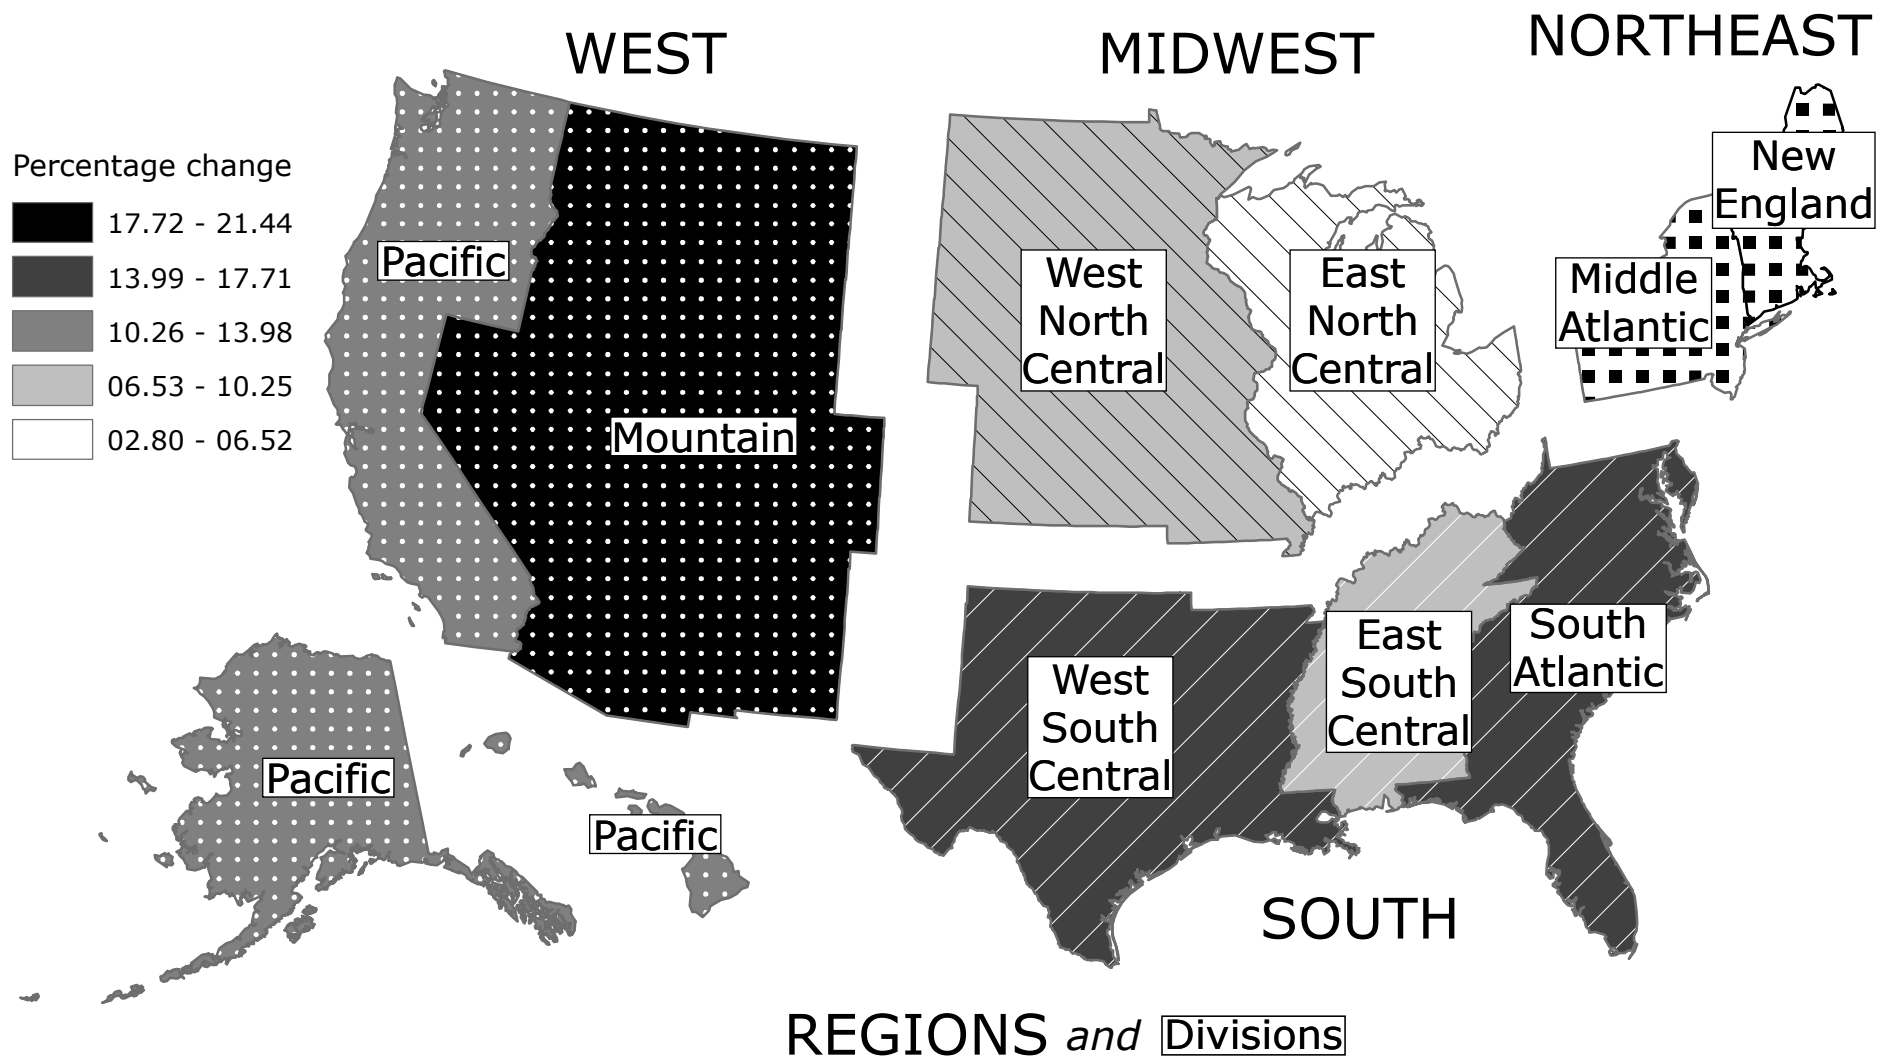 WEST
MIDWEST
NORTHEAST
Percentage change
17.72 - 21.44
13.99 - 17.71
10.26 - 13.98
06.53 - 10.25
02.80 - 06.52
Pacific
Mountain
West
North
Central
East
North
Central
New
England
Middle
Atlantic
Pacific
Pacific
West
South
Central
East
South
Central
South
Atlantic
SOUTH
REGIONS and Divisions